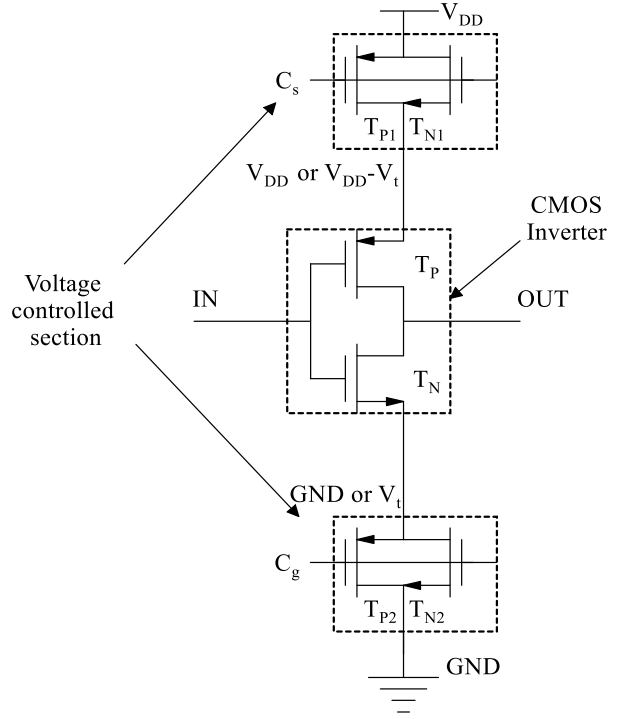 V_DD
C_s
T_P1 T_N1
V_DD or V_DD-V_t
CMOS
Inverter
T_P
Voltage
controlled
section
IN
OUT
T_N
GND or V_t
C_g
T_P2 T_N2
GND